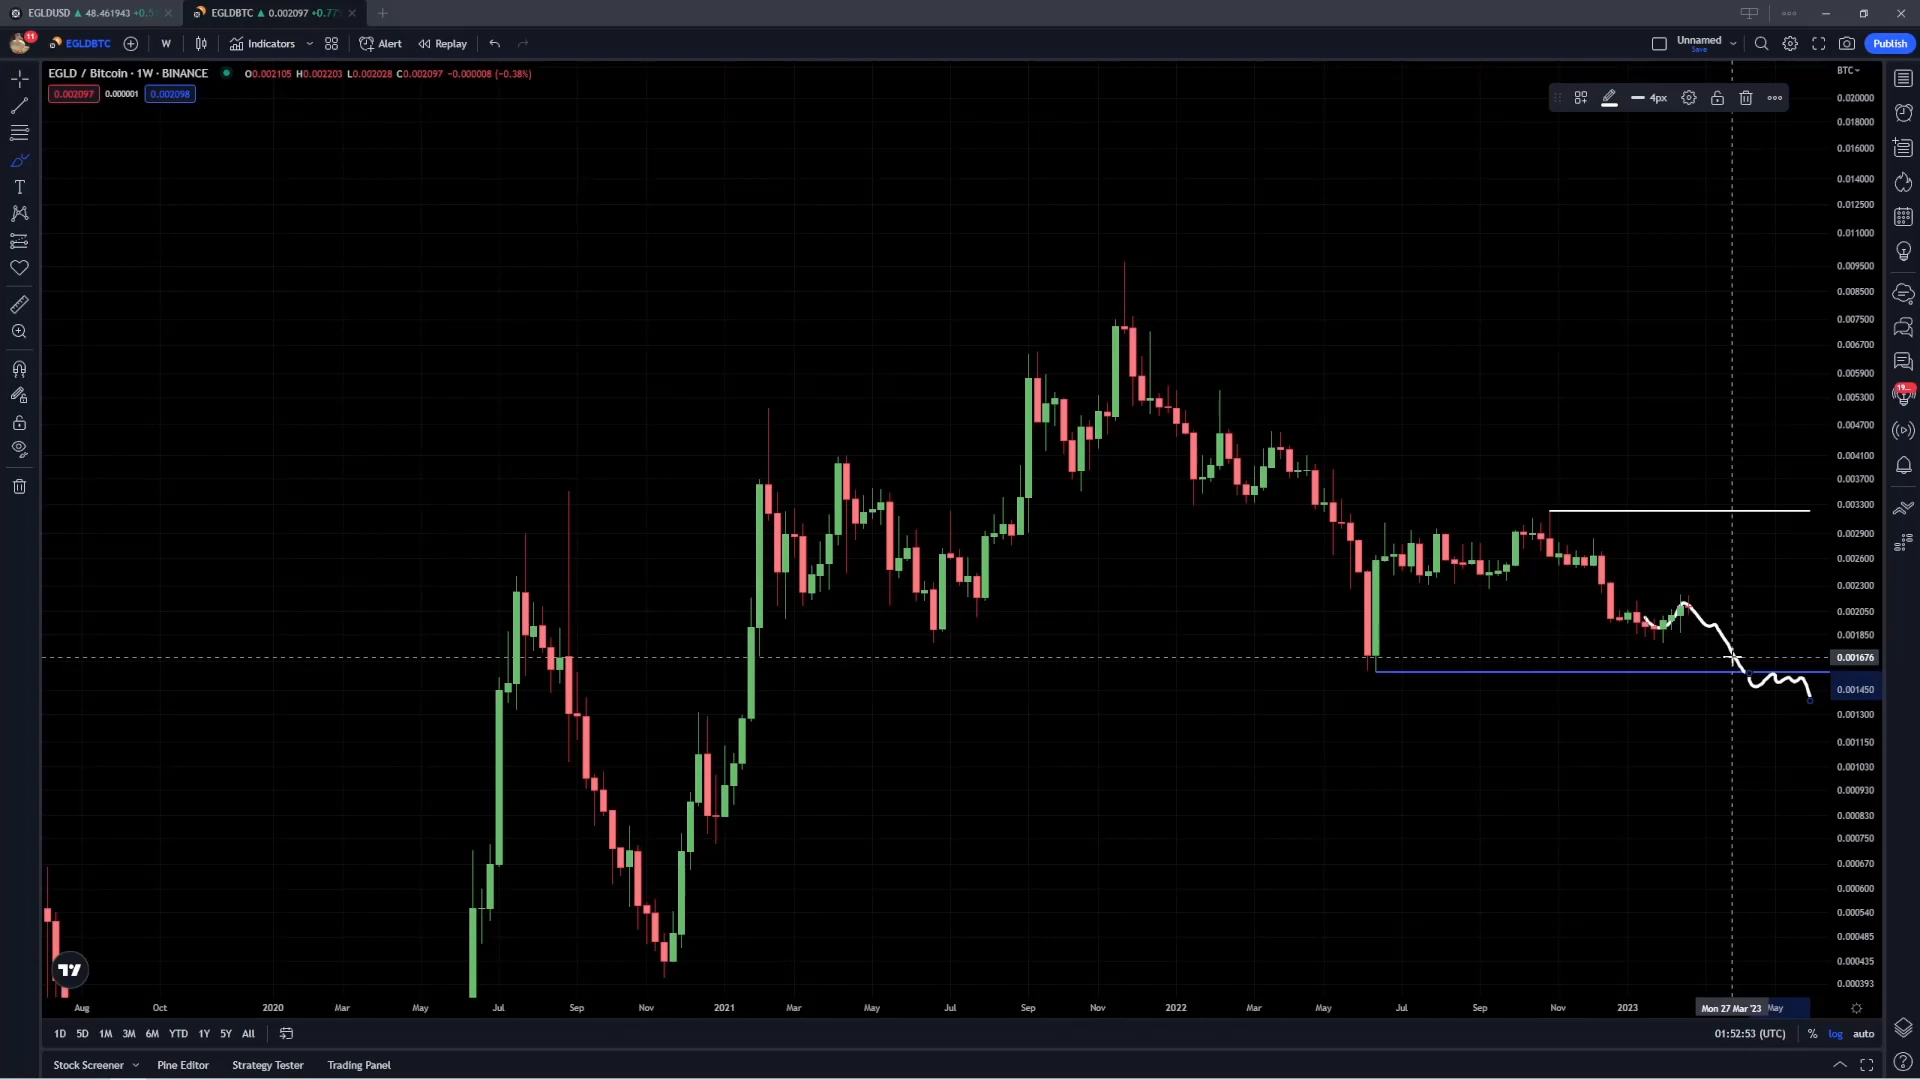 EGLDUSD ▲ 48.461943 +0.5
EGLDBTC ▲ 0.002097 +0.77
11
EGLDBTC
W
Indicators
Alert
Replay
Unnamed
Save
Publish
EGLD / Bitcoin · 1W · BINANCE
O0.002105 H0.002203 L0.002028 C0.002097 -0.000008 (-0.38%)
0.002097
0.000001
0.002098
4px
BTC
0.020000
0.018000
0.016000
0.014000
0.012500
0.011000
0.009500
0.008500
0.007500
0.006700
0.005900
0.005300
0.004700
0.004100
0.003700
0.003300
0.002900
0.002600
0.002300
0.002050
0.001850
0.001676
0.001450
0.001300
0.001150
0.001030
0.000930
0.000830
0.000750
0.000670
0.000600
0.000540
0.000485
0.000435
0.000393
19...
T
Aug Oct 2020 Mar May Jul Sep Nov 2021 Mar May Jul Sep Nov 2022 Mar May Jul Sep Nov 2023 Mon 27 Mar '23 May
1D 5D 1M 3M 6M YTD 1Y 5Y All
01:52:53 (UTC) % log auto
Stock Screener Pine Editor Strategy Tester Trading Panel